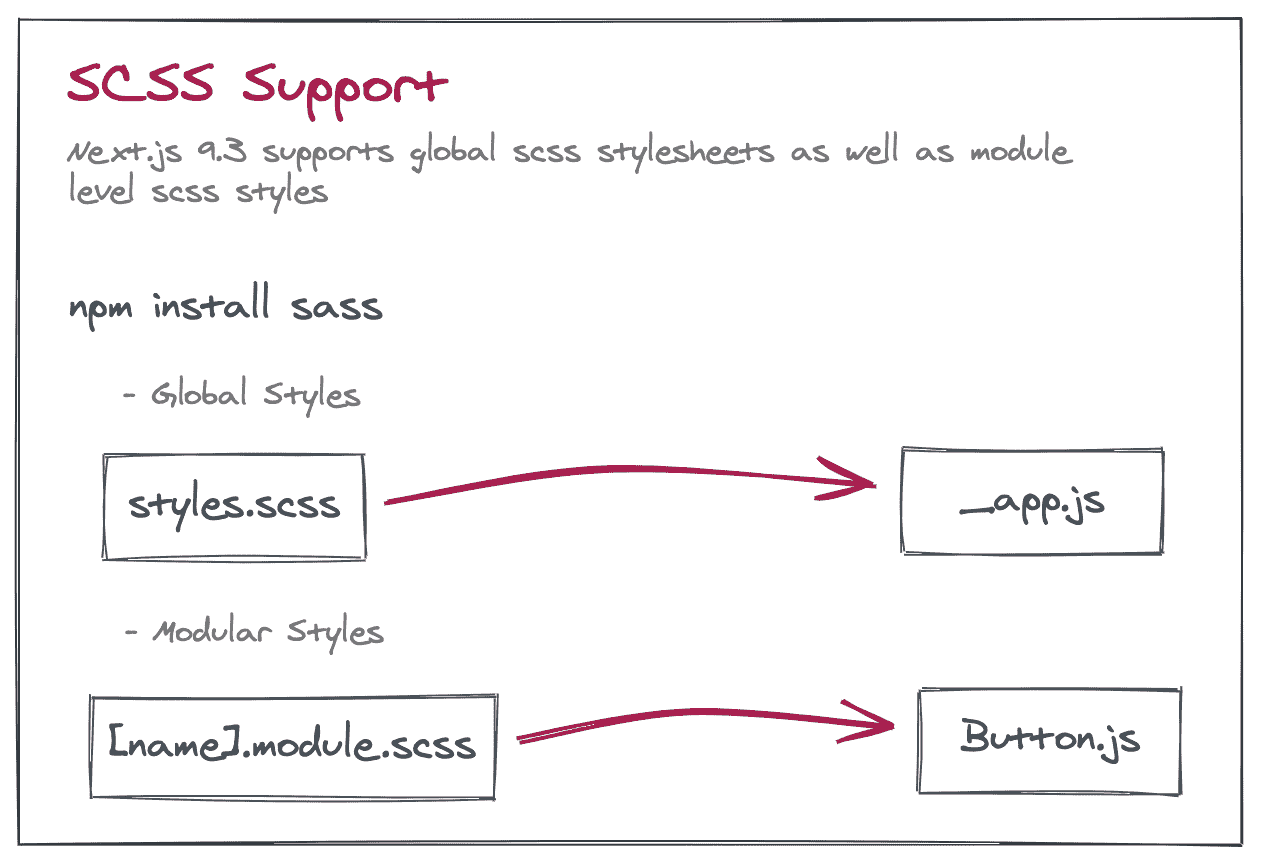 SCSS Support
Next.js 9.3 supports global scss stylesheets as well as module
level scss styles
npm install sass
- Global Styles
styles.scss
_app.js
- Modular Styles
[name].module.scss
Button.js